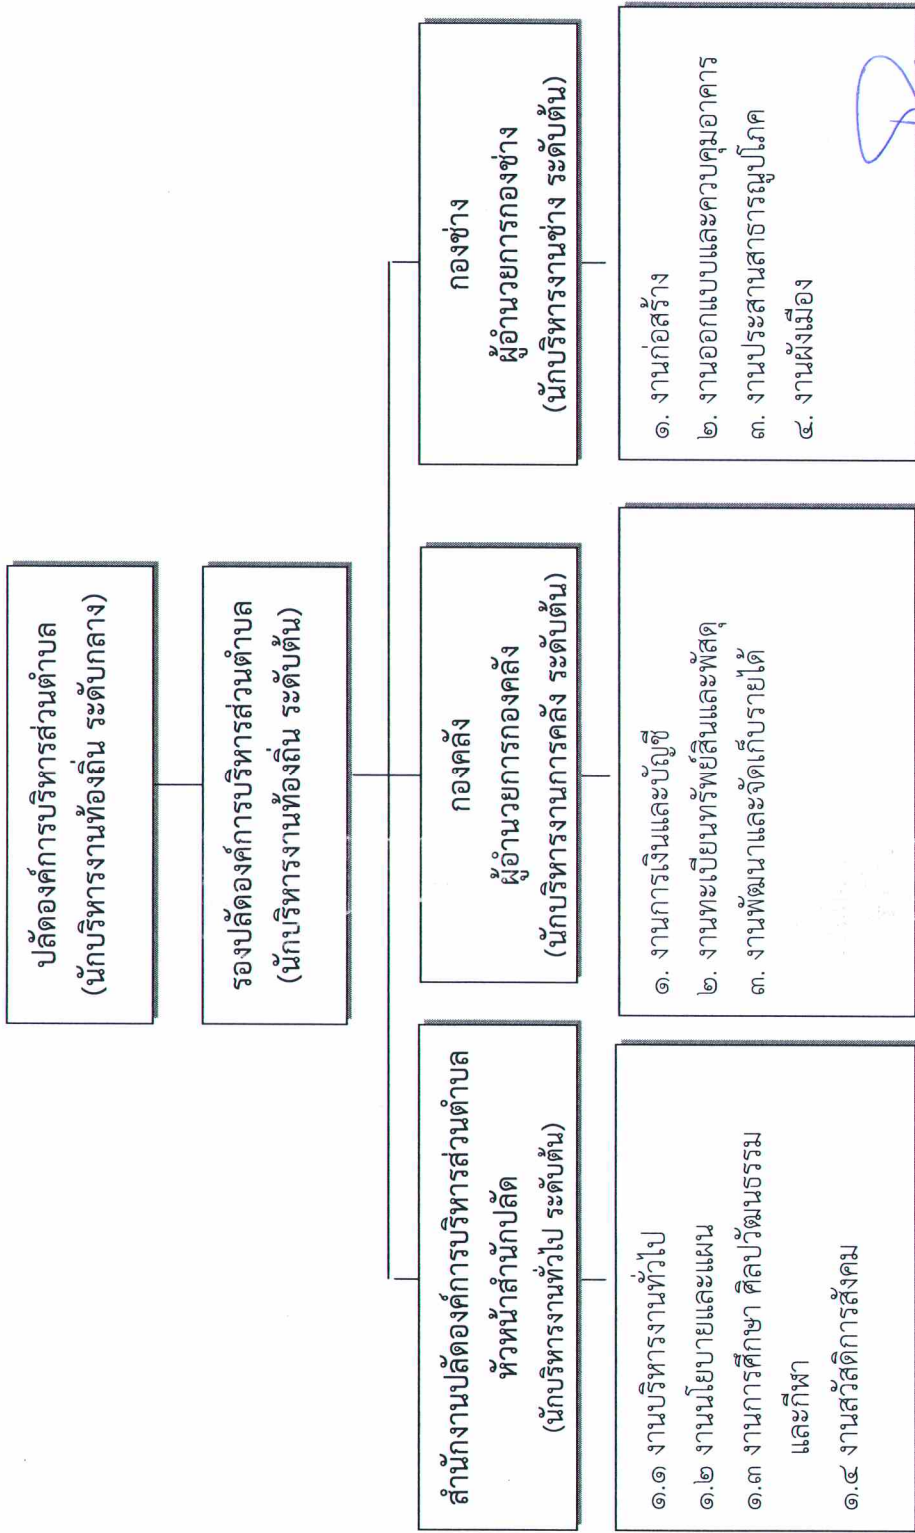 ปลัดองค์การบริหารส่วนตำบล
(นักบริหารงานท้องถิ่น ระดับกลาง)
รองปลัดองค์การบริหารส่วนตำบล
(นักบริหารงานท้องถิ่น ระดับต้น)
สำนักงานปลัดองค์การบริหารส่วนตำบล
หัวหน้าสำนักปลัด
(นักบริหารงานทั่วไป ระดับต้น)
๑.๑ งานบริหารงานทั่วไป
๑.๒ งานนโยบายและแผน
๑.๓ งานการศึกษา ศิลปวัฒนธรรม
และกีฬา
๑.๔ งานสวัสดิการสังคม
กองคลัง
ผู้อำนวยการกองคลัง
(นักบริหารงานการคลัง ระดับต้น)
๑. งานการเงินและบัญชี
๒. งานทะเบียนทรัพย์สินและพัสดุ
๓. งานพัฒนาและจัดเก็บรายได้
กองช่าง
ผู้อำนวยการกองช่าง
(นักบริหารงานช่าง ระดับต้น)
๑. งานก่อสร้าง
๒. งานออกแบบและควบคุมอาคาร
๓. งานประสานสาธารณูปโภค
๔. งานผังเมือง